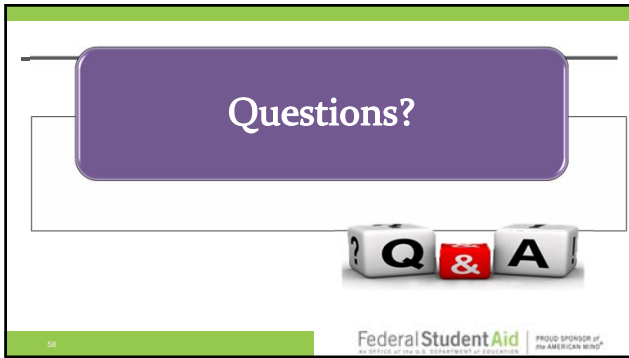 Questions?
? Q & A !
58
Federal Student Aid
An OFFICE of the U.S. DEPARTMENT of EDUCATION
PROUD SPONSOR of
the AMERICAN MIND®